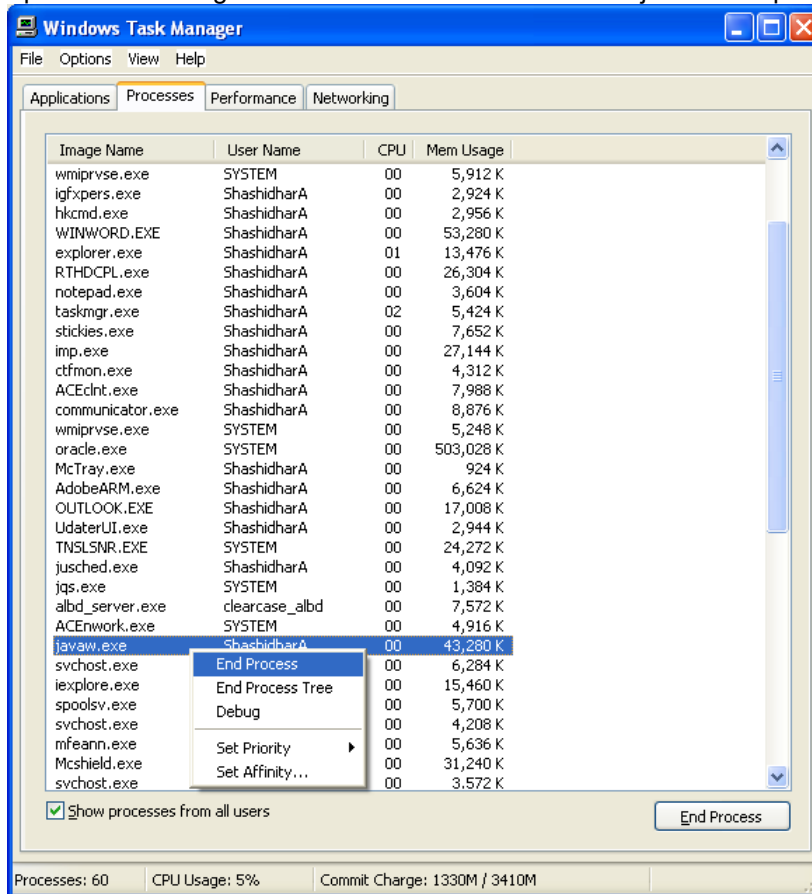 Windows Task Manager
File Options View Help
Applications Processes Performance Networking
Image Name User Name CPU Mem Usage
wmiprvse.exe SYSTEM 00 5,912 K
igfxpers.exe ShashidharA 00 2,924 K
hkcmd.exe ShashidharA 00 2,956 K
WINWORD.EXE ShashidharA 00 53,280 K
explorer.exe ShashidharA 01 13,476 K
RTHDCPL.exe ShashidharA 00 26,304 K
notepad.exe ShashidharA 00 3,604 K
taskmgr.exe ShashidharA 02 5,424 K
stickies.exe ShashidharA 00 7,652 K
imp.exe ShashidharA 00 27,144 K
ctfmon.exe ShashidharA 00 4,312 K
ACEclnt.exe ShashidharA 00 7,988 K
communicator.exe ShashidharA 00 8,876 K
wmiprvse.exe SYSTEM 00 5,248 K
oracle.exe SYSTEM 00 503,028 K
McTray.exe ShashidharA 00 924 K
AdobeARM.exe ShashidharA 00 6,624 K
OUTLOOK.EXE ShashidharA 00 17,008 K
UdaterUI.exe ShashidharA 00 2,944 K
TNSLSNR.EXE SYSTEM 00 24,272 K
jusched.exe ShashidharA 00 4,092 K
jqs.exe SYSTEM 00 1,384 K
albd_server.exe clearcase_albd 00 7,572 K
ACEnwork.exe SYSTEM 00 4,916 K
javaw.exe ShashidharA 00 43,280 K
svchost.exe End Process 00 6,284 K
iexplore.exe End Process Tree 00 15,460 K
spoolsv.exe Debug 00 5,700 K
svchost.exe 00 4,208 K
mfeann.exe Set Priority 00 5,636 K
Mcshield.exe Set Affinity... 00 31,240 K
svchost.exe 00 3,572 K
Show processes from all users End Process
Processes: 60 CPU Usage: 5% Commit Charge: 1330M / 3410M